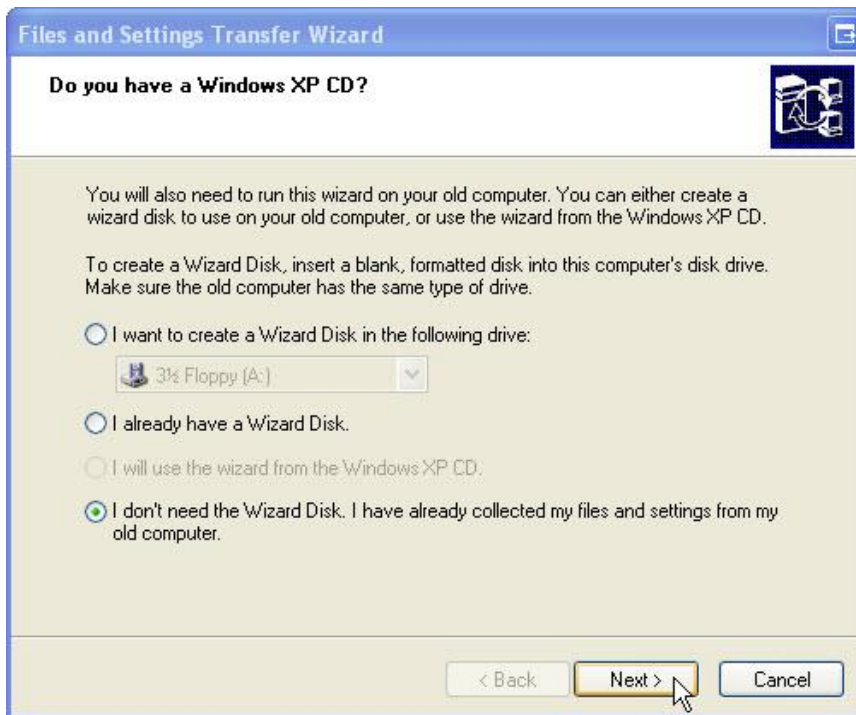 Files and Settings Transfer Wizard
Do you have a Windows XP CD?
You will also need to run this wizard on your old computer. You can either create a
wizard disk to use on your old computer, or use the wizard from the Windows XP CD.
To create a Wizard Disk, insert a blank, formatted disk into this computer's disk drive.
Make sure the old computer has the same type of drive.
I want to create a Wizard Disk in the following drive:
3½ Floppy (A:)
I already have a Wizard Disk.
I will use the wizard from the Windows XP CD.
I don't need the Wizard Disk. I have already collected my files and settings from my
old computer.
< Back Next > Cancel